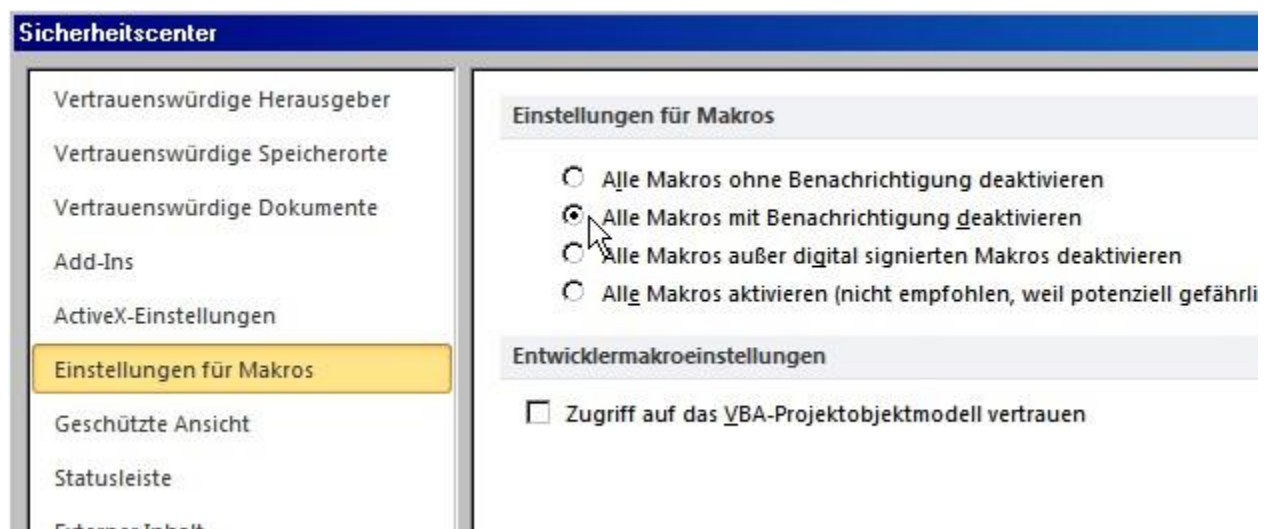 Sicherheitscenter
Vertrauenswürdige Herausgeber
Vertrauenswürdige Speicherorte
Vertrauenswürdige Dokumente
Add-Ins
ActiveX-Einstellungen
Einstellungen für Makros
Geschützte Ansicht
Statusleiste
Einstellungen für Makros
Alle Makros ohne Benachrichtigung deaktivieren
Alle Makros mit Benachrichtigung deaktivieren
Alle Makros außer digital signierten Makros deaktivieren
Alle Makros aktivieren (nicht empfohlen, weil potenziell
Entwicklermakroeinstellungen
Zugriff auf das VBA-Projektobjektmodell vertrauen